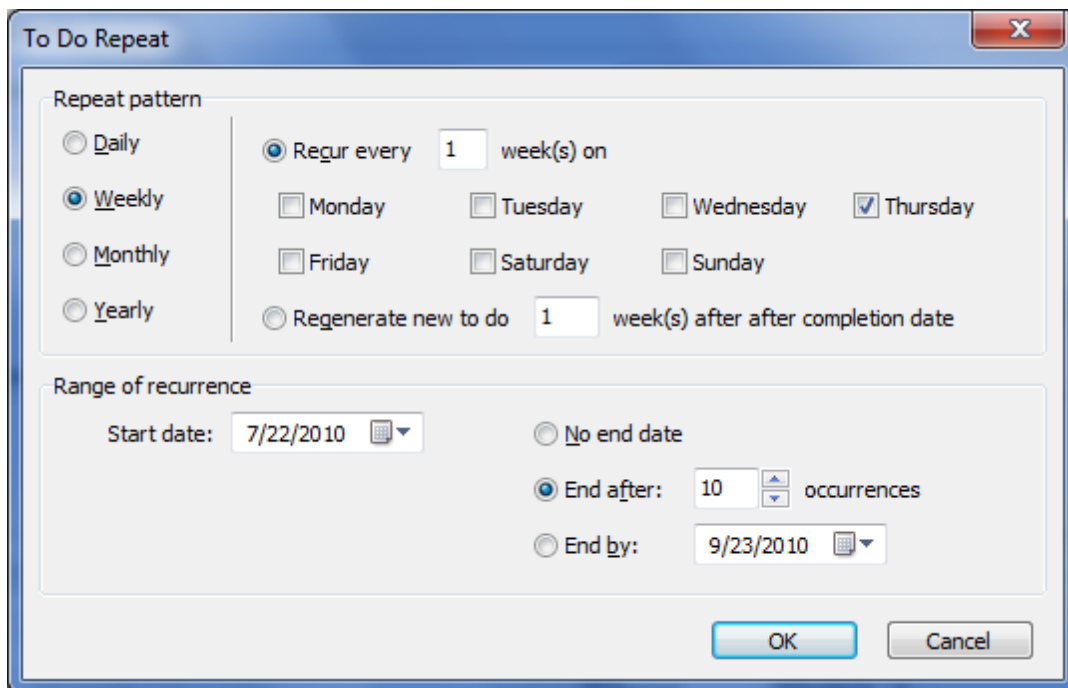 To Do Repeat
Repeat pattern
Daily
Weekly
Monthly
Yearly
Recur every 1 week(s) on
Monday Tuesday Wednesday Thursday
Friday Saturday Sunday
Regenerate new to do 1 week(s) after after completion date
Range of recurrence
Start date: 7/22/2010
No end date
End after: 10 occurrences
End by: 9/23/2010
OK Cancel